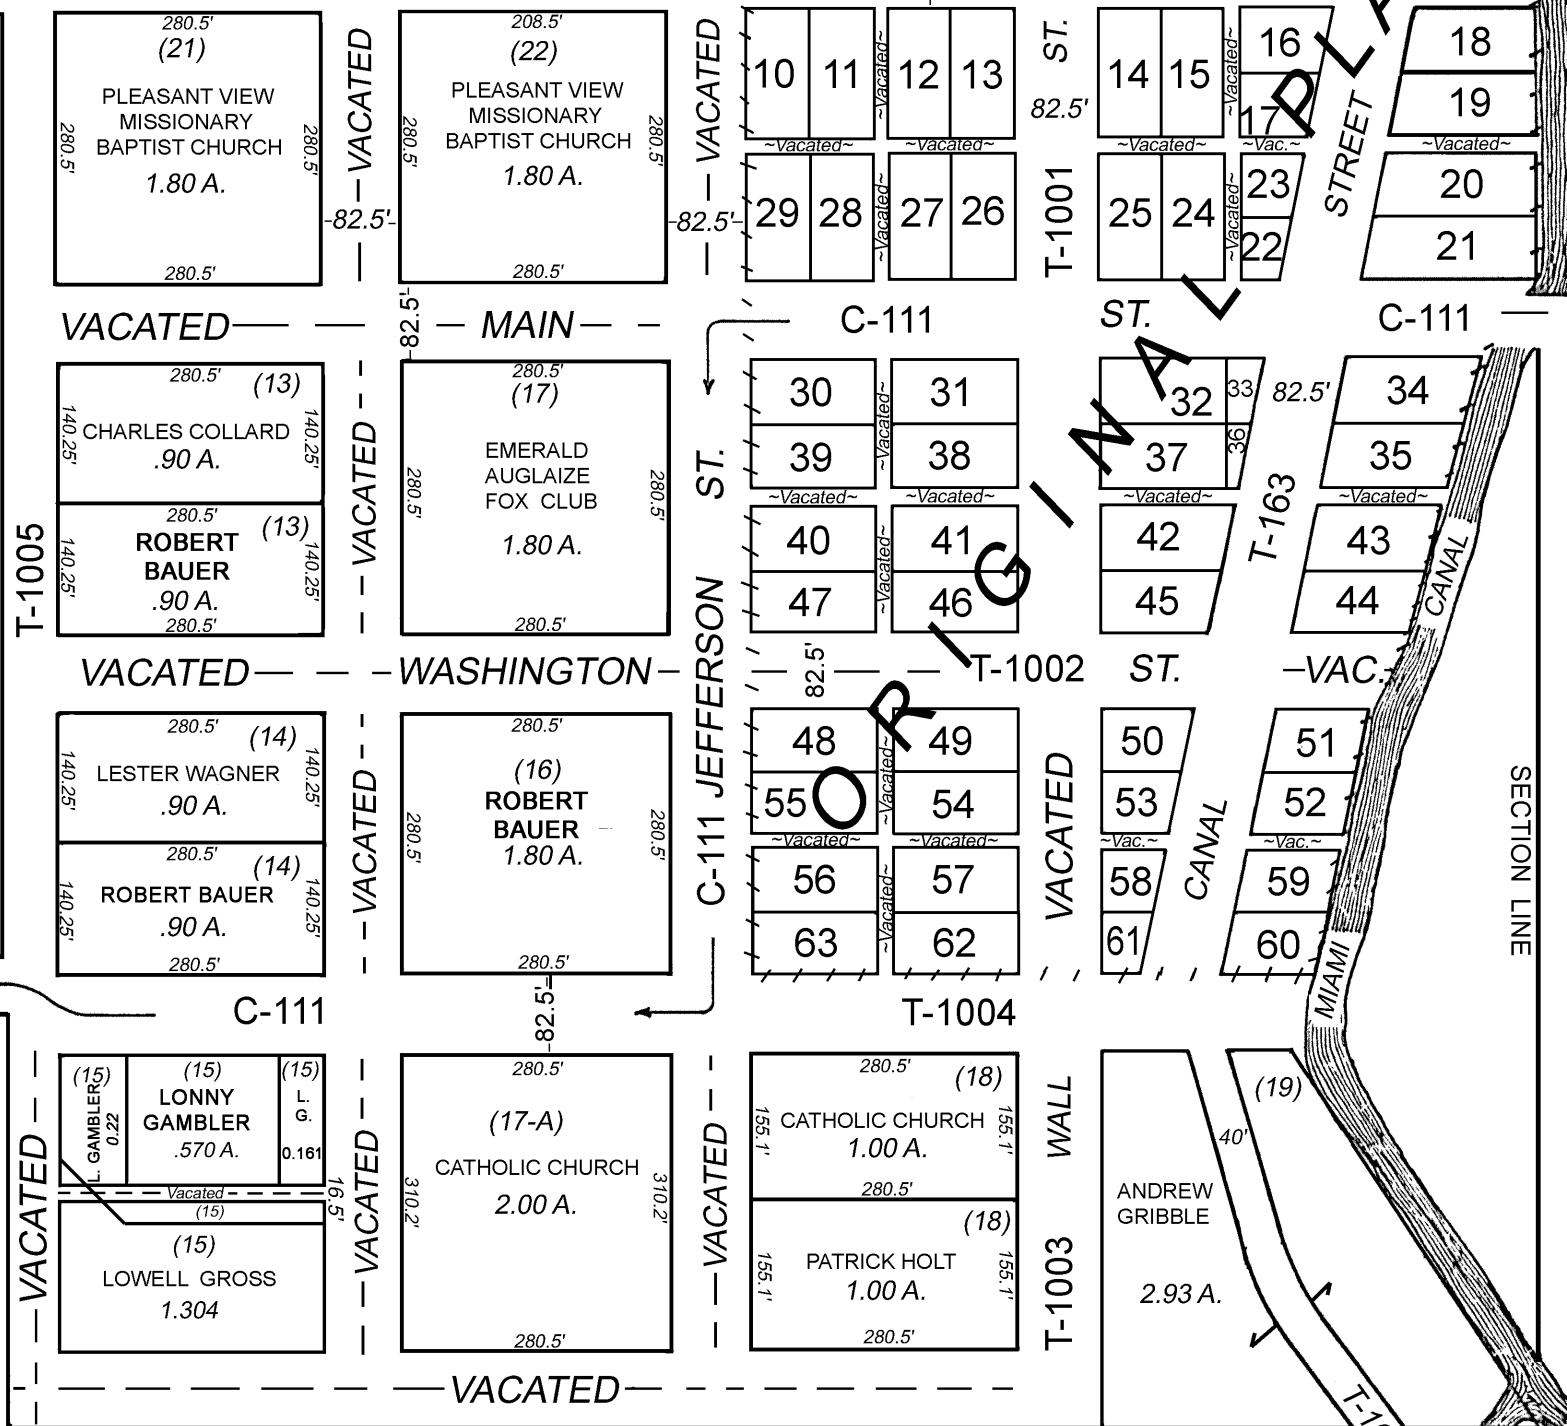 280.5'
(21)
PLEASANT VIEW
MISSIONARY
BAPTIST CHURCH
1.80 A.
280.5'
280.5'
280.5'
VACATED
82.5'
208.5'
(22)
PLEASANT VIEW
MISSIONARY
BAPTIST CHURCH
1.80 A.
280.5'
280.5'
280.5'
VACATED
82.5'
10
11
~Vacated~
12
13
ST.
82.5'
14
15
~Vacated~
16
17
18
19
~Vacated~
~Vacated~
~Vacated~
~Vac.~
~Vacated~
29
28
~Vacated~
27
26
T-1001
25
24
~Vacated~
23
22
STREET
20
21
VACATED
82.5'
MAIN
C-111
ST.
C-111
ORIGINAL PLA
280.5'
(13)
CHARLES COLLARD
.90 A.
140.25'
140.25'
280.5'
(13)
ROBERT
BAUER
.90 A.
140.25'
140.25'
280.5'
T-1005
VACATED
280.5'
(17)
EMERALD
AUGLAIZE
FOX CLUB
1.80 A.
280.5'
280.5'
280.5'
C-111 JEFFERSON ST.
30
~Vacated~
31
32
33
82.5'
34
39
38
37
36
35
~Vacated~
~Vacated~
~Vacated~
~Vacated~
40
~Vacated~
41
42
T-163
43
CANAL
47
46
45
44
VACATED
WASHINGTON
82.5'
T-1002
ST.
VAC.
280.5'
(14)
LESTER WAGNER
.90 A.
140.25'
140.25'
280.5'
(14)
ROBERT BAUER
.90 A.
140.25'
140.25'
280.5'
VACATED
280.5'
(16)
ROBERT
BAUER
1.80 A.
280.5'
280.5'
280.5'
48
~Vacated~
49
50
51
55
54
53
52
~Vacated~
~Vacated~
~Vac.~
~Vac.~
56
~Vacated~
57
VACATED
58
CANAL
59
63
62
61
60
MIAMI
SECTION LINE
C-111
82.5'
T-1004
VACATED
(15)
L. GAMBLER
0.22
(15)
LONNY
GAMBLER
.570 A.
(15)
L.
G.
0.161
Vacated
16.5'
(15)
(15)
LOWELL GROSS
1.304
VACATED
280.5'
(17-A)
CATHOLIC CHURCH
2.00 A.
310.2'
310.2'
280.5'
VACATED
280.5'
(18)
CATHOLIC CHURCH
1.00 A.
155.1'
155.1'
280.5'
(18)
PATRICK HOLT
1.00 A.
155.1'
155.1'
280.5'
WALL
T-1003
ANDREW
GRIBBLE
2.93 A.
40'
(19)
VACATED